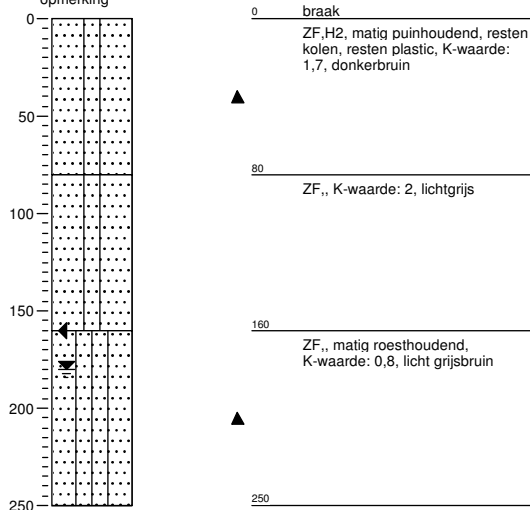 opmerking
0
50
100
150
200
250
0 braak
ZF,H2, matig puinhoudend, resten
kolen, resten plastic, K-waarde:
1,7, donkerbruin
80
ZF,, K-waarde: 2, lichtgrijs
160
ZF,, matig roesthoudend,
K-waarde: 0,8, licht grijsbruin
250